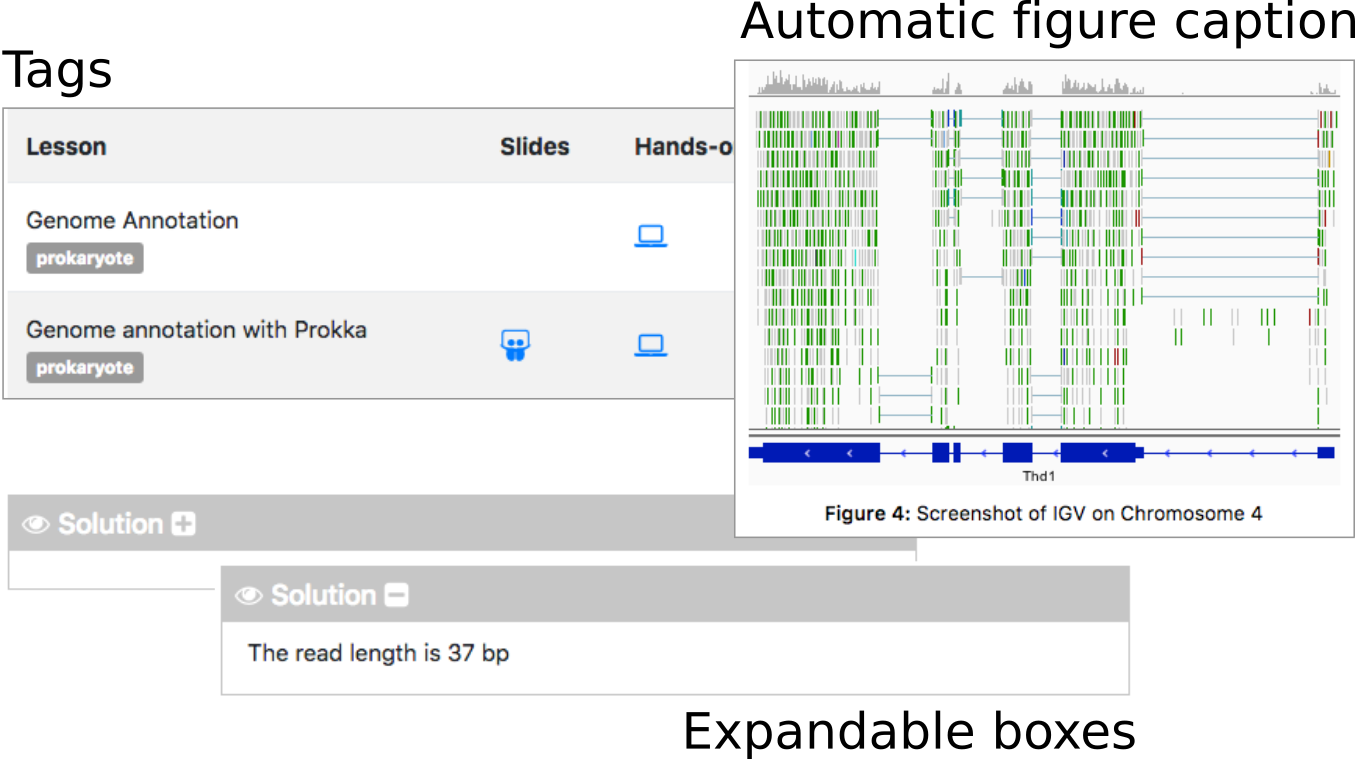 Automatic figure caption
Tags
Lesson Slides Hands-o
Genome Annotation
prokaryote
Genome annotation with Prokka
prokaryote
Thd1
Figure 4: Screenshot of IGV on Chromosome 4
Solution
Solution
The read length is 37 bp
Expandable boxes